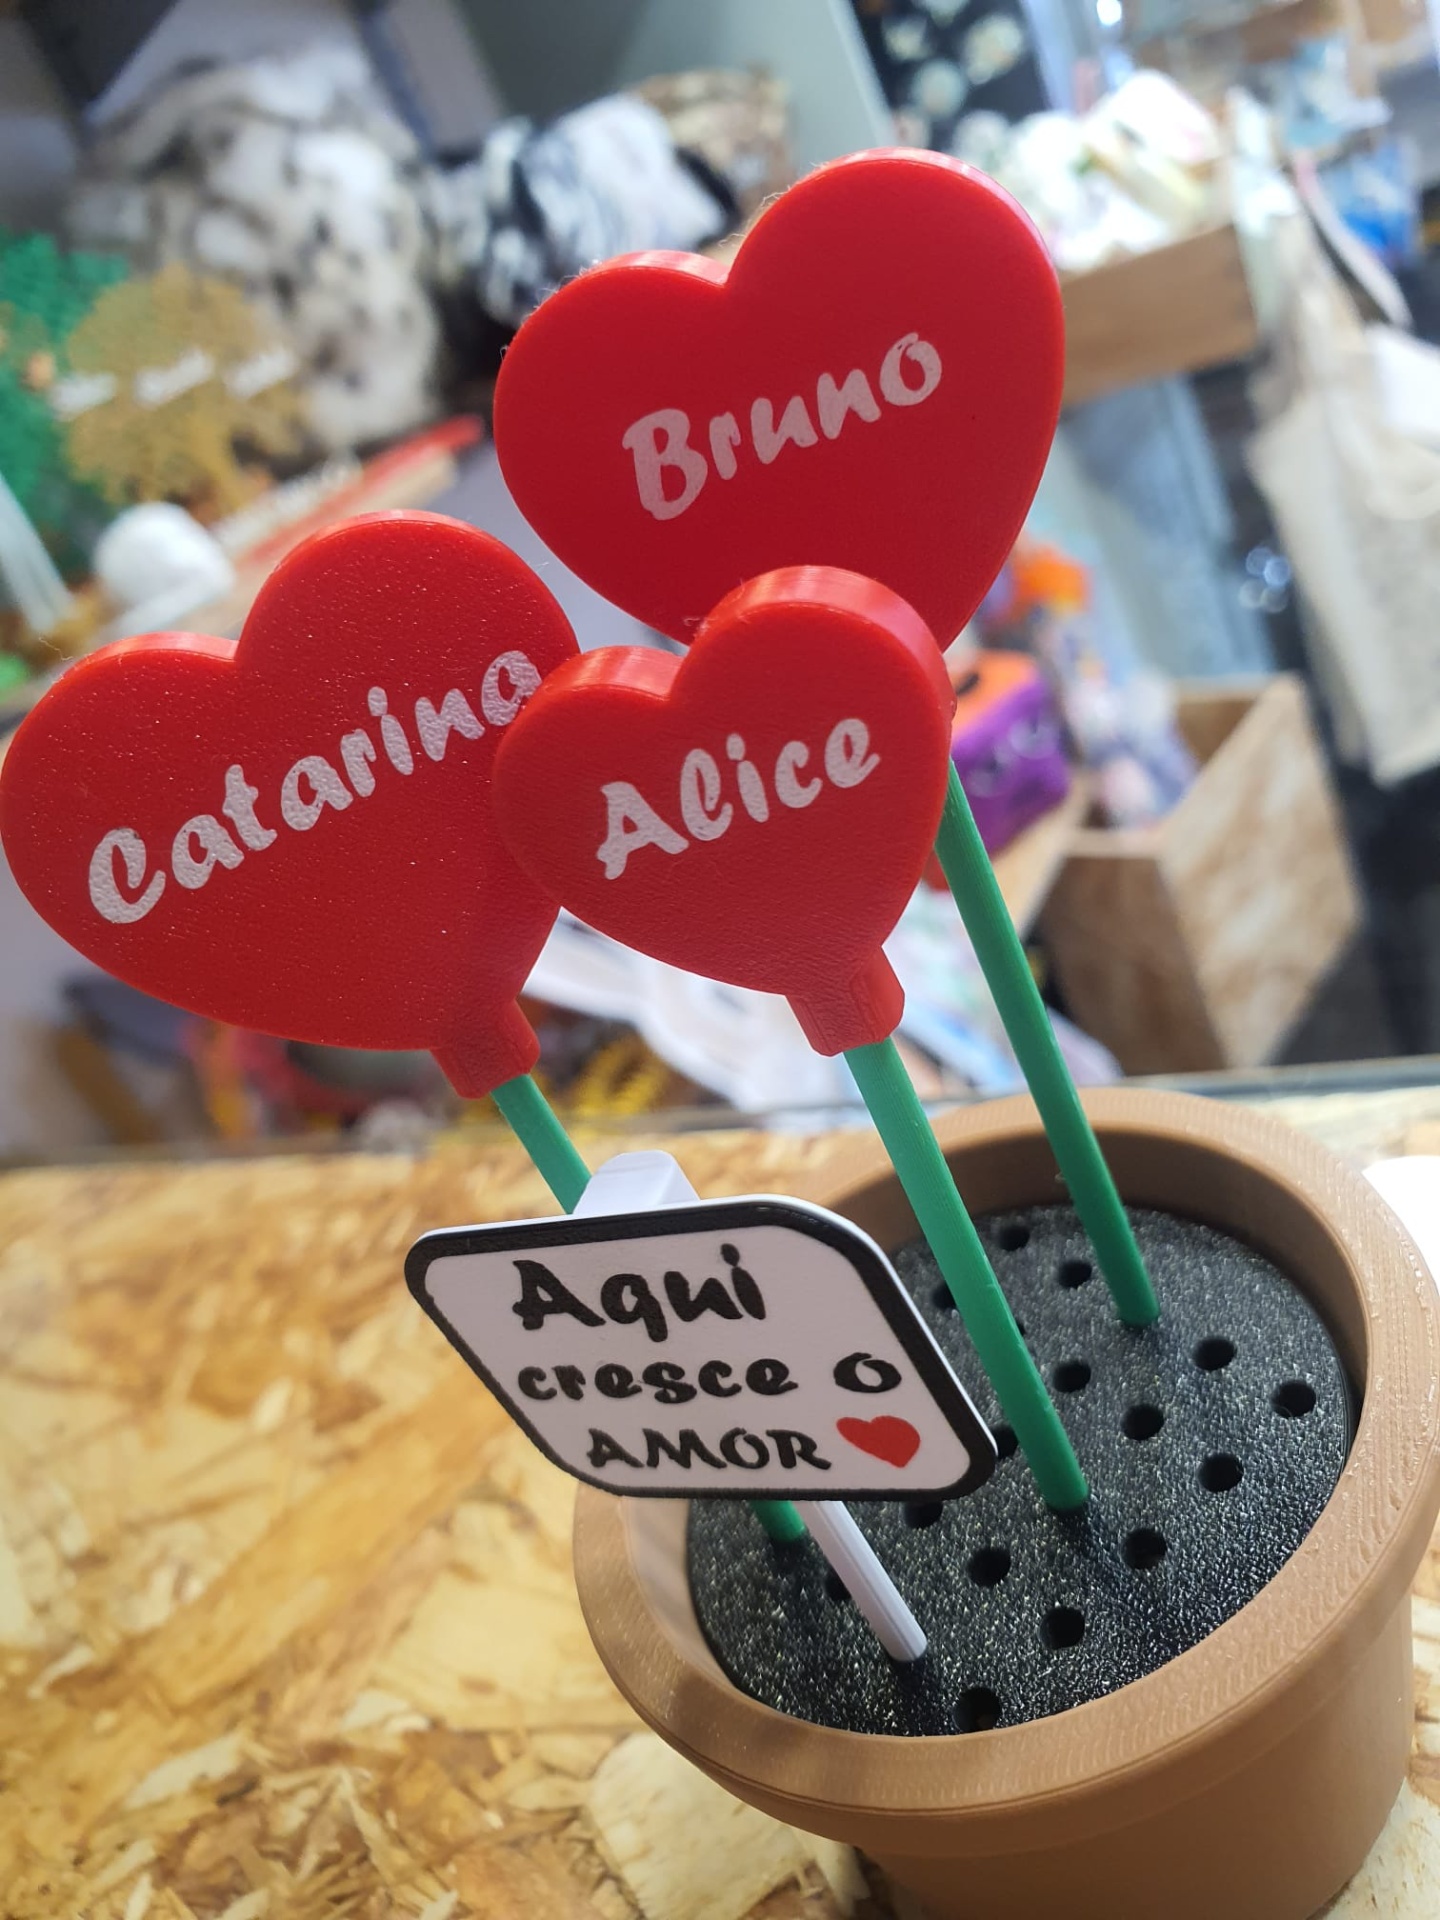 Bruno
Catarina
Alice
Aqui
cresce o
AMOR